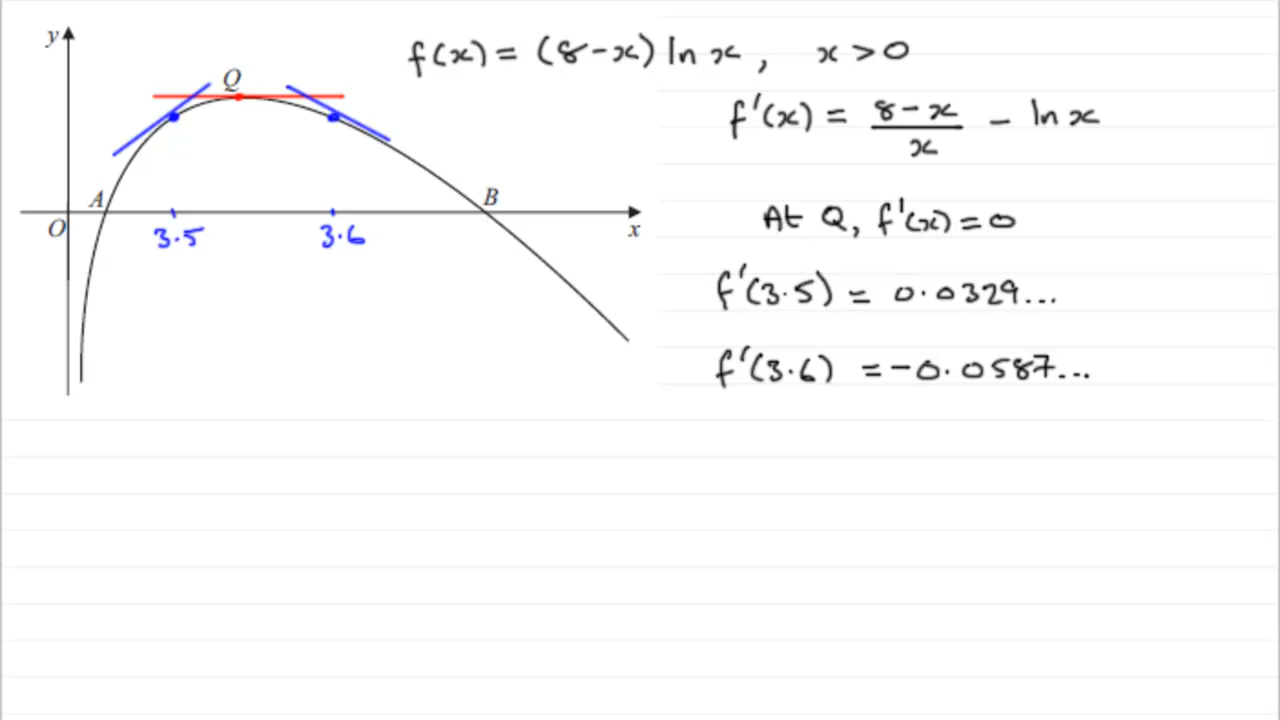 y
f(x) = (8-x) ln x, x > 0
Q
f'(x) = \frac{8-x}{x} - ln x
A
B
O
x
At Q, f'(x) = 0
3.5 3.6
f'(3.5) = 0.0329...
f'(3.6) = -0.0587...